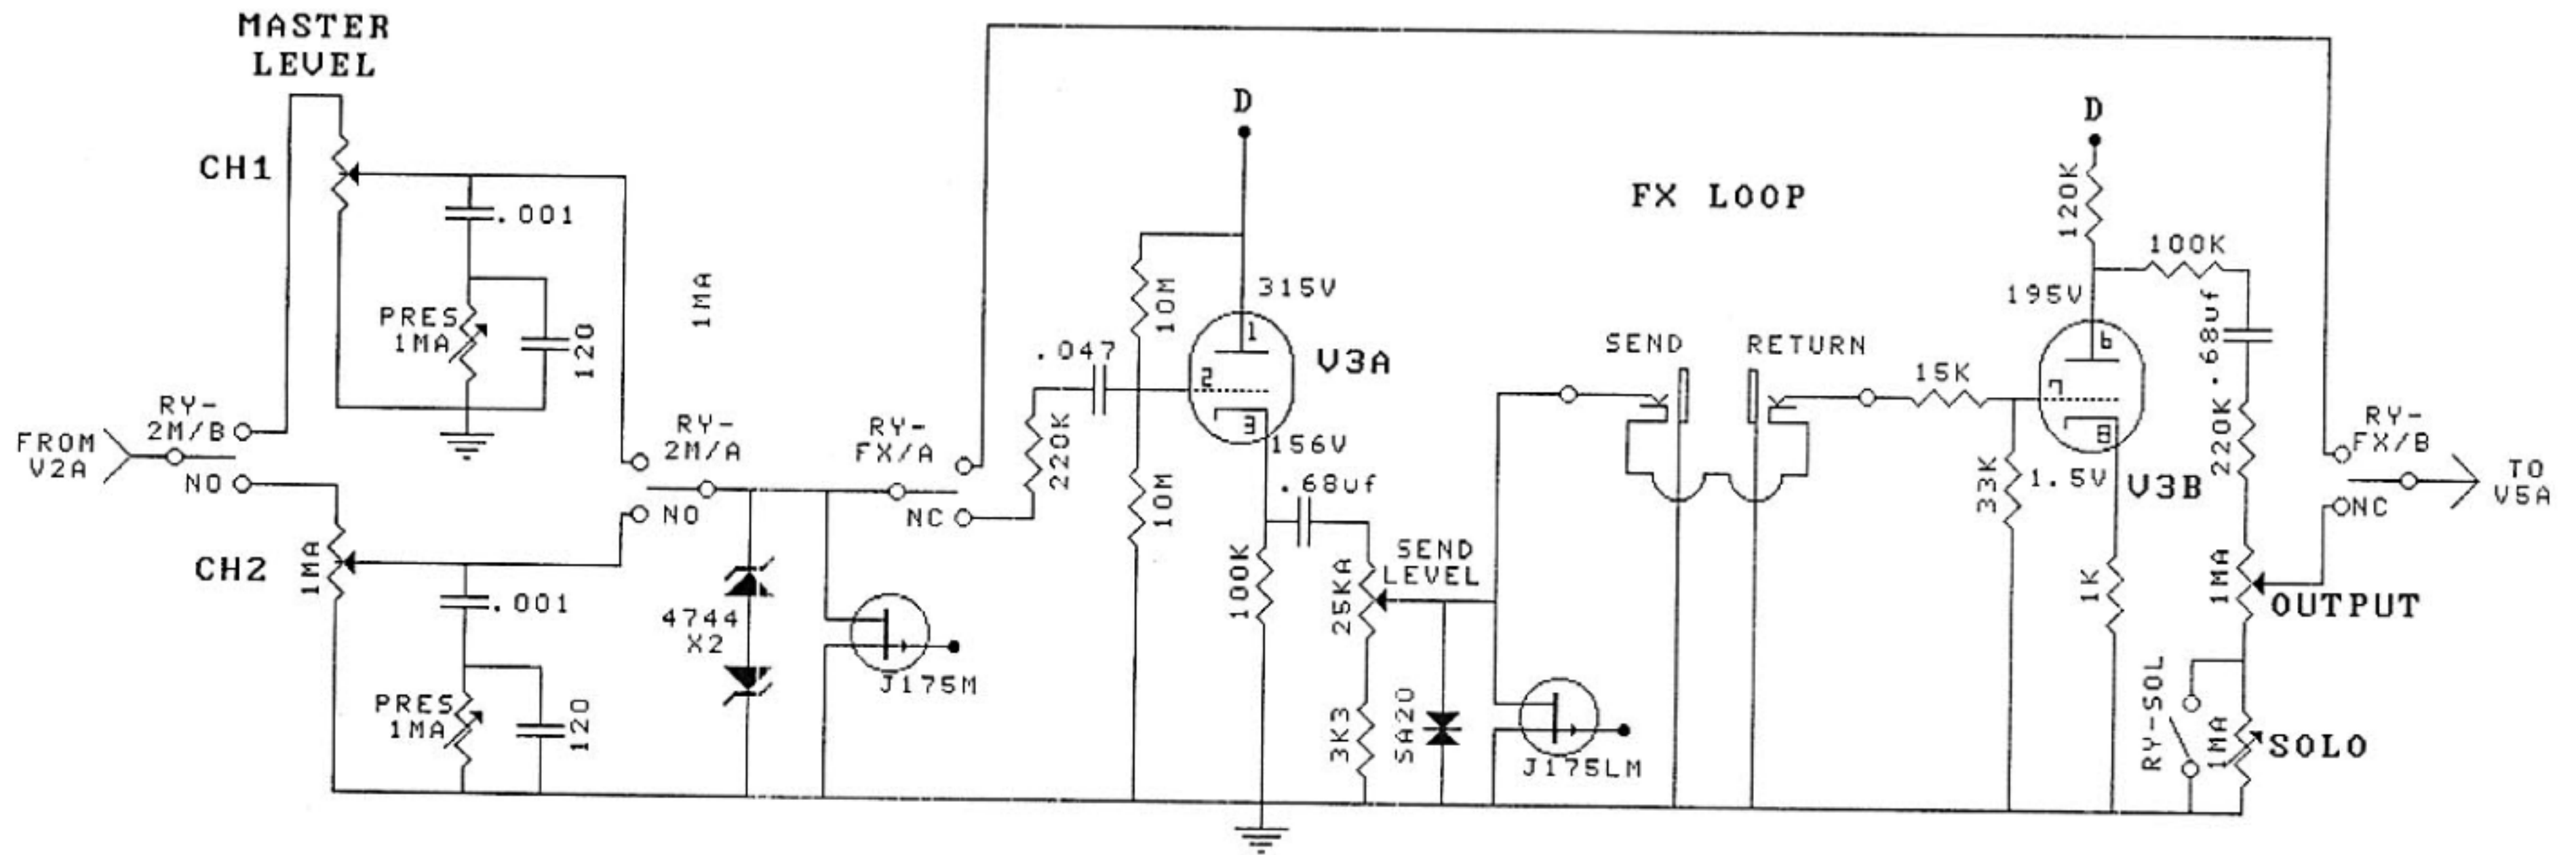 MASTER
LEVEL
CH1
.001
PRES
1MA
120
1MA
RY-
2M/B
FROM
V2A
NO
RY-
2M/A
NO
CH2
1MA
.001
PRES
1MA
120
4744
X2
J175M
RY-
FX/A
NC
220K
.047
10M
10M
D
315V
1
2
3
V3A
156V
.68uf
100K
25KA
SEND
LEVEL
3K3
SA20
J175LM
FX LOOP
SEND
RETURN
15K
33K
D
120K
195V
6
7
8
1.5V
V3B
1K
100K
.68uf
220K
1MA
OUTPUT
RY-SOL
1MA
SOLO
RY-
FX/B
NC
TO
V5A